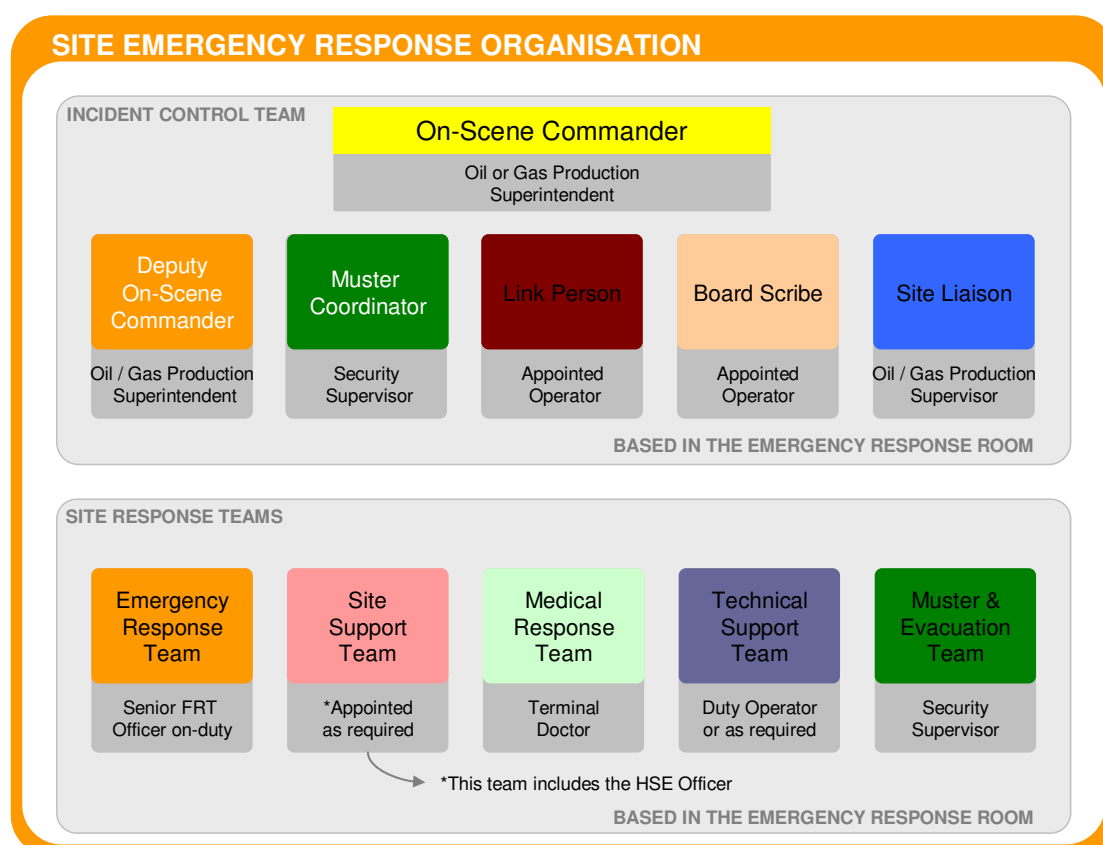 SITE EMERGENCY RESPONSE ORGANISATION
INCIDENT CONTROL TEAM
On-Scene Commander
Oil or Gas Production
Superintendent
Deputy
On-Scene
Commander
Oil / Gas Production
Superintendent
Muster
Coordinator
Security
Supervisor
Link Person
Appointed
Operator
Board Scribe
Appointed
Operator
Site Liaison
Oil / Gas Production
Supervisor
BASED IN THE EMERGENCY RESPONSE ROOM
SITE RESPONSE TEAMS
Emergency
Response
Team
Senior FRT
Officer on-duty
Site
Support
Team
*Appointed
as required
Medical
Response
Team
Terminal
Doctor
Technical
Support
Team
Duty Operator
or as required
Muster &
Evacuation
Team
Security
Supervisor
*This team includes the HSE Officer
BASED IN THE EMERGENCY RESPONSE ROOM